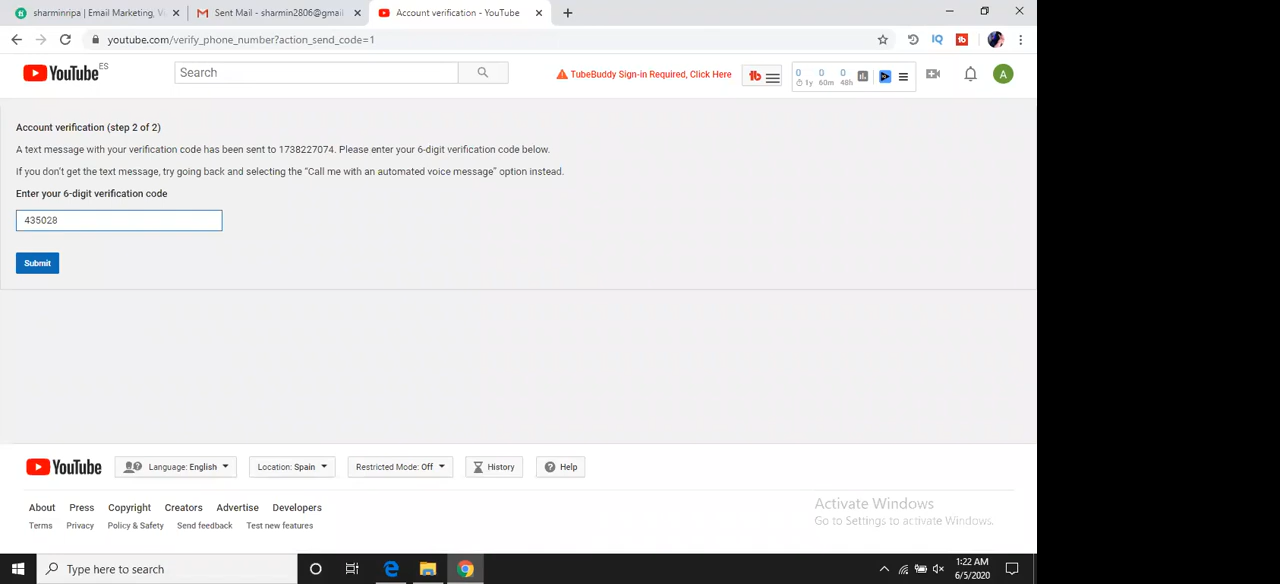 sharminripa | Email Marketing, Vi
Sent Mail - sharmin2806@gmail
Account verification - YouTube
youtube.com/verify_phone_number?action_send_code=1
YouTube ES
Search
TubeBuddy Sign-in Required, Click Here
tb
0 0 0
1y 60m 48h
IQ
tb
A
Account verification (step 2 of 2)
A text message with your verification code has been sent to 1738227074. Please enter your 6-digit verification code below.
If you don't get the text message, try going back and selecting the “Call me with an automated voice message” option instead.
Enter your 6-digit verification code
435028
Submit
YouTube
Language: English
Location: Spain
Restricted Mode: Off
History
Help
About Press Copyright Creators Advertise Developers
Terms Privacy Policy & Safety Send feedback Test new features
Activate Windows
Go to Settings to activate Windows.
Type here to search
1:22 AM
6/5/2020